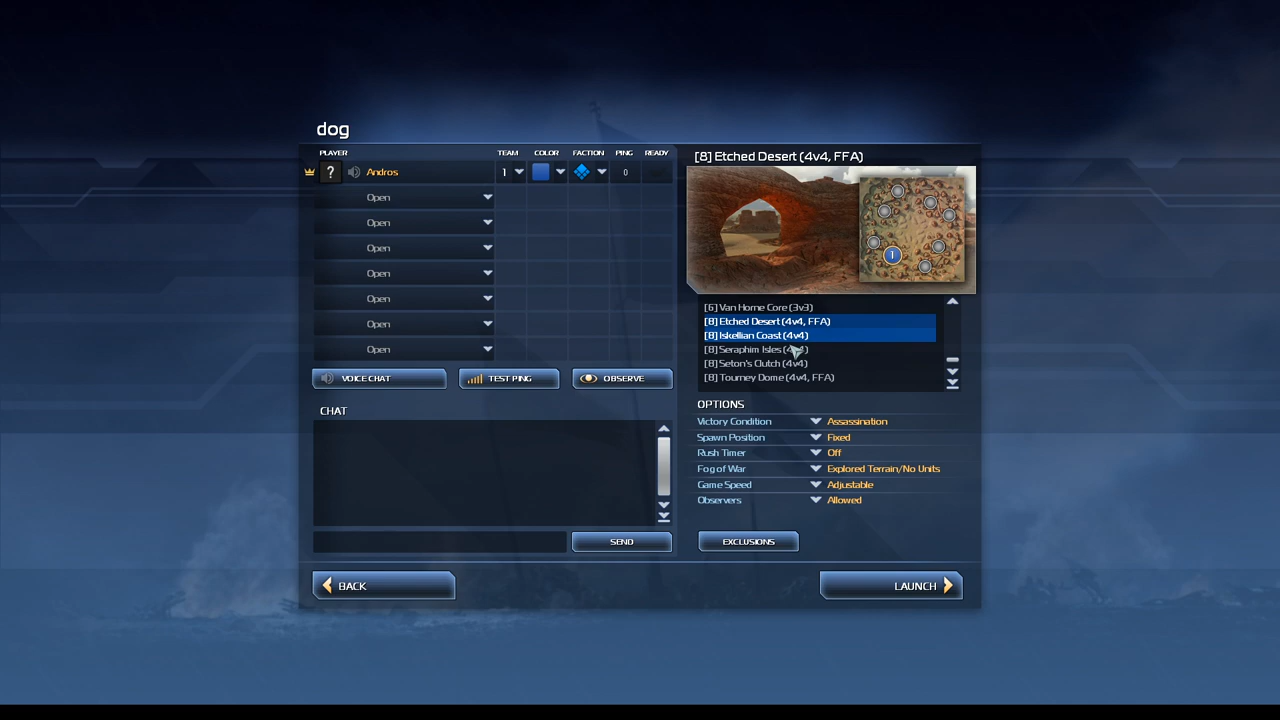 dog
PLAYER TEAM COLOR FACTION PING READY
? Andros 1 0
Open
Open
Open
Open
Open
Open
Open
VOICE CHAT TEST PING OBSERVE
CHAT
SEND
BACK
[8] Etched Desert (4v4, FFA)
1
[6] Van Horne Core (3v3)
[8] Etched Desert (4v4, FFA)
[8] Iskellian Coast (4v4)
[8] Seraphim Isles
[8] Seton's Clutch (4v4)
[8] Tourney Dome (4v4, FFA)
OPTIONS
Victory Condition Assassination
Spawn Position Fixed
Rush Timer Off
Fog of War Explored Terrain/No Units
Game Speed Adjustable
Observers Allowed
EXCLUSIONS
LAUNCH